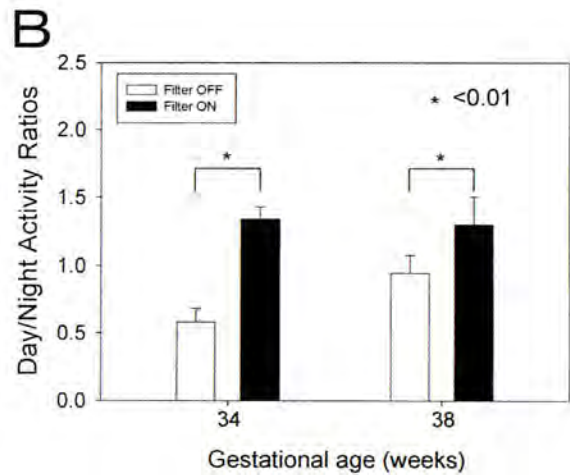 B
Day/Night Activity Ratios
2.5
2.0
1.5
1.0
0.5
0.0
Filter OFF
Filter ON
* <0.01
*
*
34
38
Gestational age (weeks)